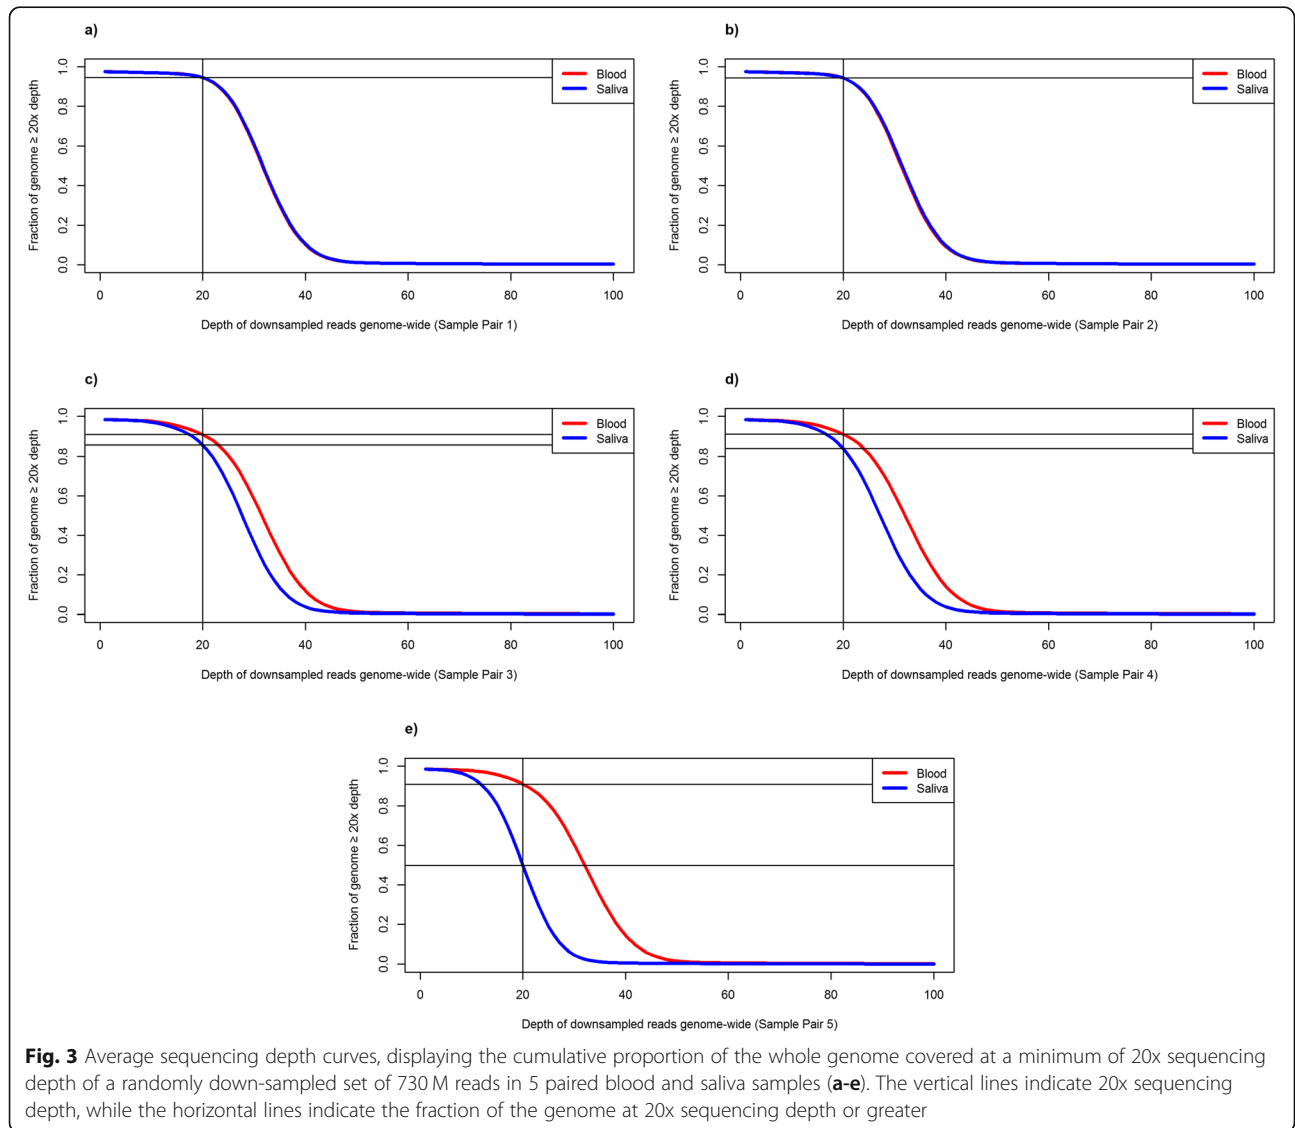 a)
Fraction of genome ≥ 20x depth
1.0
0.8
0.6
0.4
0.2
0.0
Blood
Saliva
0 20 40 60 80 100
Depth of downsampled reads genome-wide (Sample Pair 1)
b)
Fraction of genome ≥ 20x depth
1.0
0.8
0.6
0.4
0.2
0.0
Blood
Saliva
0 20 40 60 80 100
Depth of downsampled reads genome-wide (Sample Pair 2)
c)
Fraction of genome ≥ 20x depth
1.0
0.8
0.6
0.4
0.2
0.0
Blood
Saliva
0 20 40 60 80 100
Depth of downsampled reads genome-wide (Sample Pair 3)
d)
Fraction of genome ≥ 20x depth
1.0
0.8
0.6
0.4
0.2
0.0
Blood
Saliva
0 20 40 60 80 100
Depth of downsampled reads genome-wide (Sample Pair 4)
e)
Fraction of genome ≥ 20x depth
1.0
0.8
0.6
0.4
0.2
0.0
Blood
Saliva
0 20 40 60 80 100
Depth of downsampled reads genome-wide (Sample Pair 5)
Fig. 3 Average sequencing depth curves, displaying the cumulative proportion of the whole genome covered at a minimum of 20x sequencing
depth of a randomly down-sampled set of 730 M reads in 5 paired blood and saliva samples (a-e). The vertical lines indicate 20x sequencing
depth, while the horizontal lines indicate the fraction of the genome at 20x sequencing depth or greater